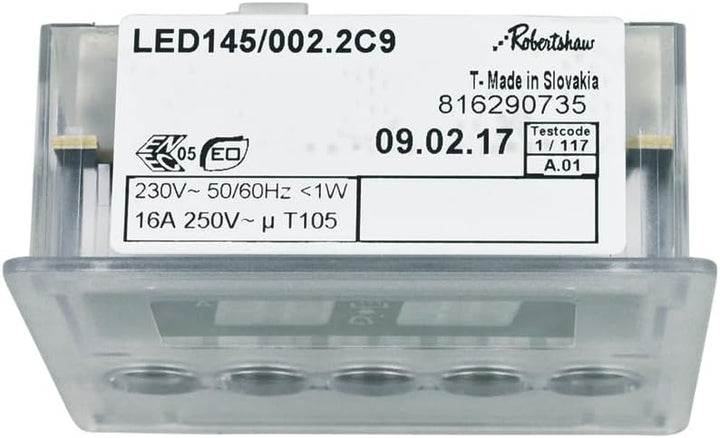 LED145/002.2C9
Robertshaw
T- Made in Slovakia
816290735
05
09.02.17
Testcode
1 / 117
A.01
230V~ 50/60Hz <1W
16A 250V~ µ T105